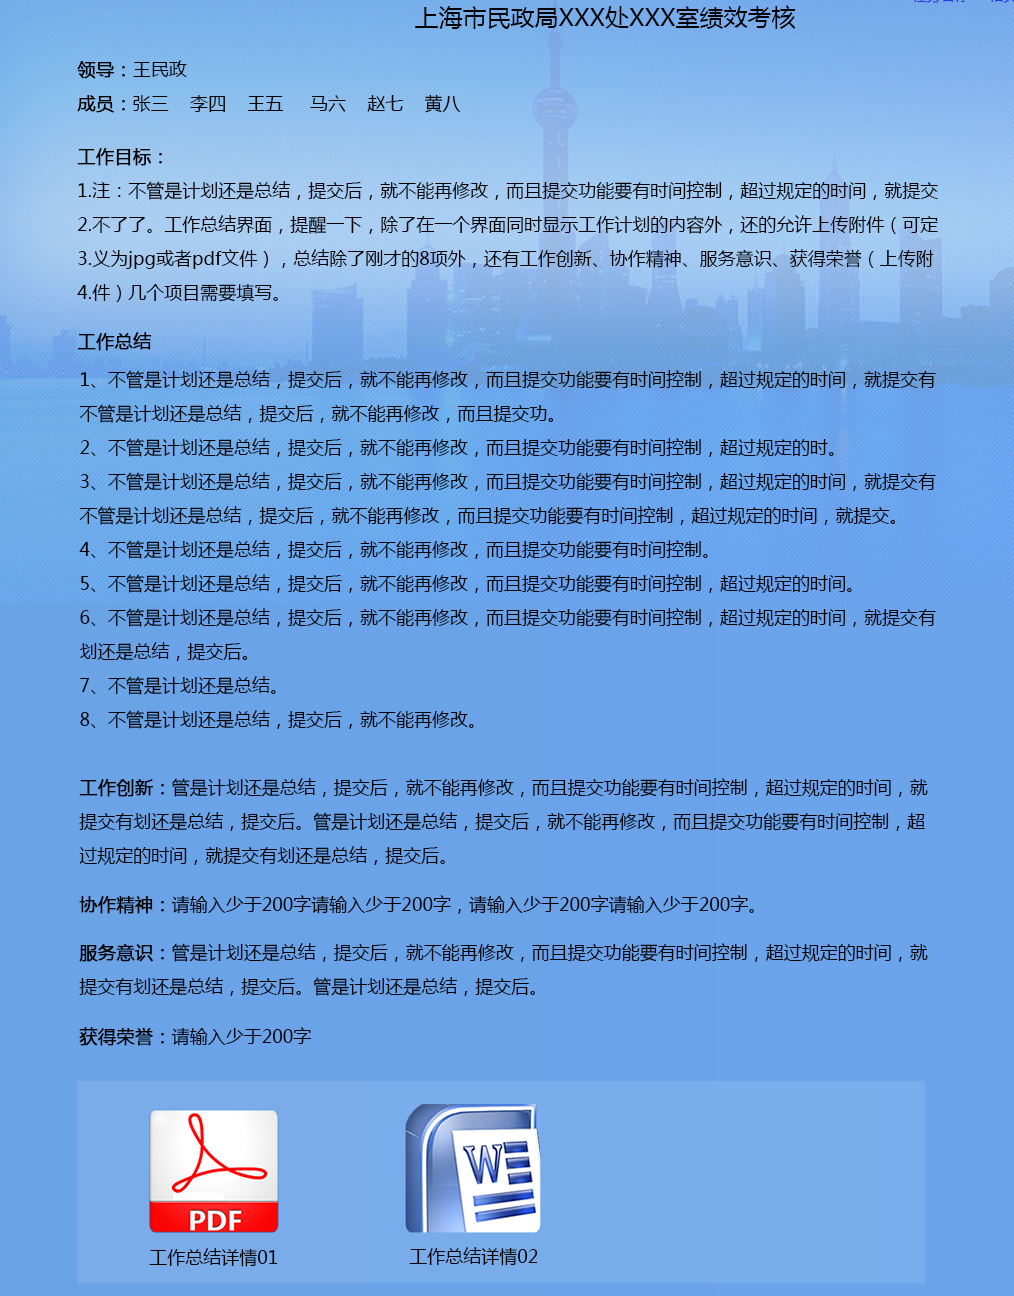 上海市民政局XXX处XXX室绩效考核
领导：王民政
成员：张三 李四 王五 马六 赵七 黄八
工作目标：
1.注：不管是计划还是总结，提交后，就不能再修改，而且提交功能要有时间控制，超过规定的时间，就提交
2.不了了。工作总结界面，提醒一下，除了在一个界面同时显示工作计划的内容外，还的允许上传附件（可定
3.义为jpg或者pdf文件），总结除了刚才的8项外，还有工作创新、协作精神、服务意识、获得荣誉（上传附
4.件）几个项目需要填写。
工作总结
1、不管是计划还是总结，提交后，就不能再修改，而且提交功能要有时间控制，超过规定的时间，就提交有
不管是计划还是总结，提交后，就不能再修改，而且提交功。
2、不管是计划还是总结，提交后，就不能再修改，而且提交功能要有时间控制，超过规定的时。
3、不管是计划还是总结，提交后，就不能再修改，而且提交功能要有时间控制，超过规定的时间，就提交有
不管是计划还是总结，提交后，就不能再修改，而且提交功能要有时间控制，超过规定的时间，就提交。
4、不管是计划还是总结，提交后，就不能再修改，而且提交功能要有时间控制。
5、不管是计划还是总结，提交后，就不能再修改，而且提交功能要有时间控制，超过规定的时间。
6、不管是计划还是总结，提交后，就不能再修改，而且提交功能要有时间控制，超过规定的时间，就提交有
划还是总结，提交后。
7、不管是计划还是总结。
8、不管是计划还是总结，提交后，就不能再修改。
工作创新：管是计划还是总结，提交后，就不能再修改，而且提交功能要有时间控制，超过规定的时间，就
提交有划还是总结，提交后。管是计划还是总结，提交后，就不能再修改，而且提交功能要有时间控制，超
过规定的时间，就提交有划还是总结，提交后。
协作精神：请输入少于200字请输入少于200字，请输入少于200字请输入少于200字。
服务意识：管是计划还是总结，提交后，就不能再修改，而且提交功能要有时间控制，超过规定的时间，就
提交有划还是总结，提交后。管是计划还是总结，提交后。
获得荣誉：请输入少于200字
PDF
W
工作总结详情01
工作总结详情02